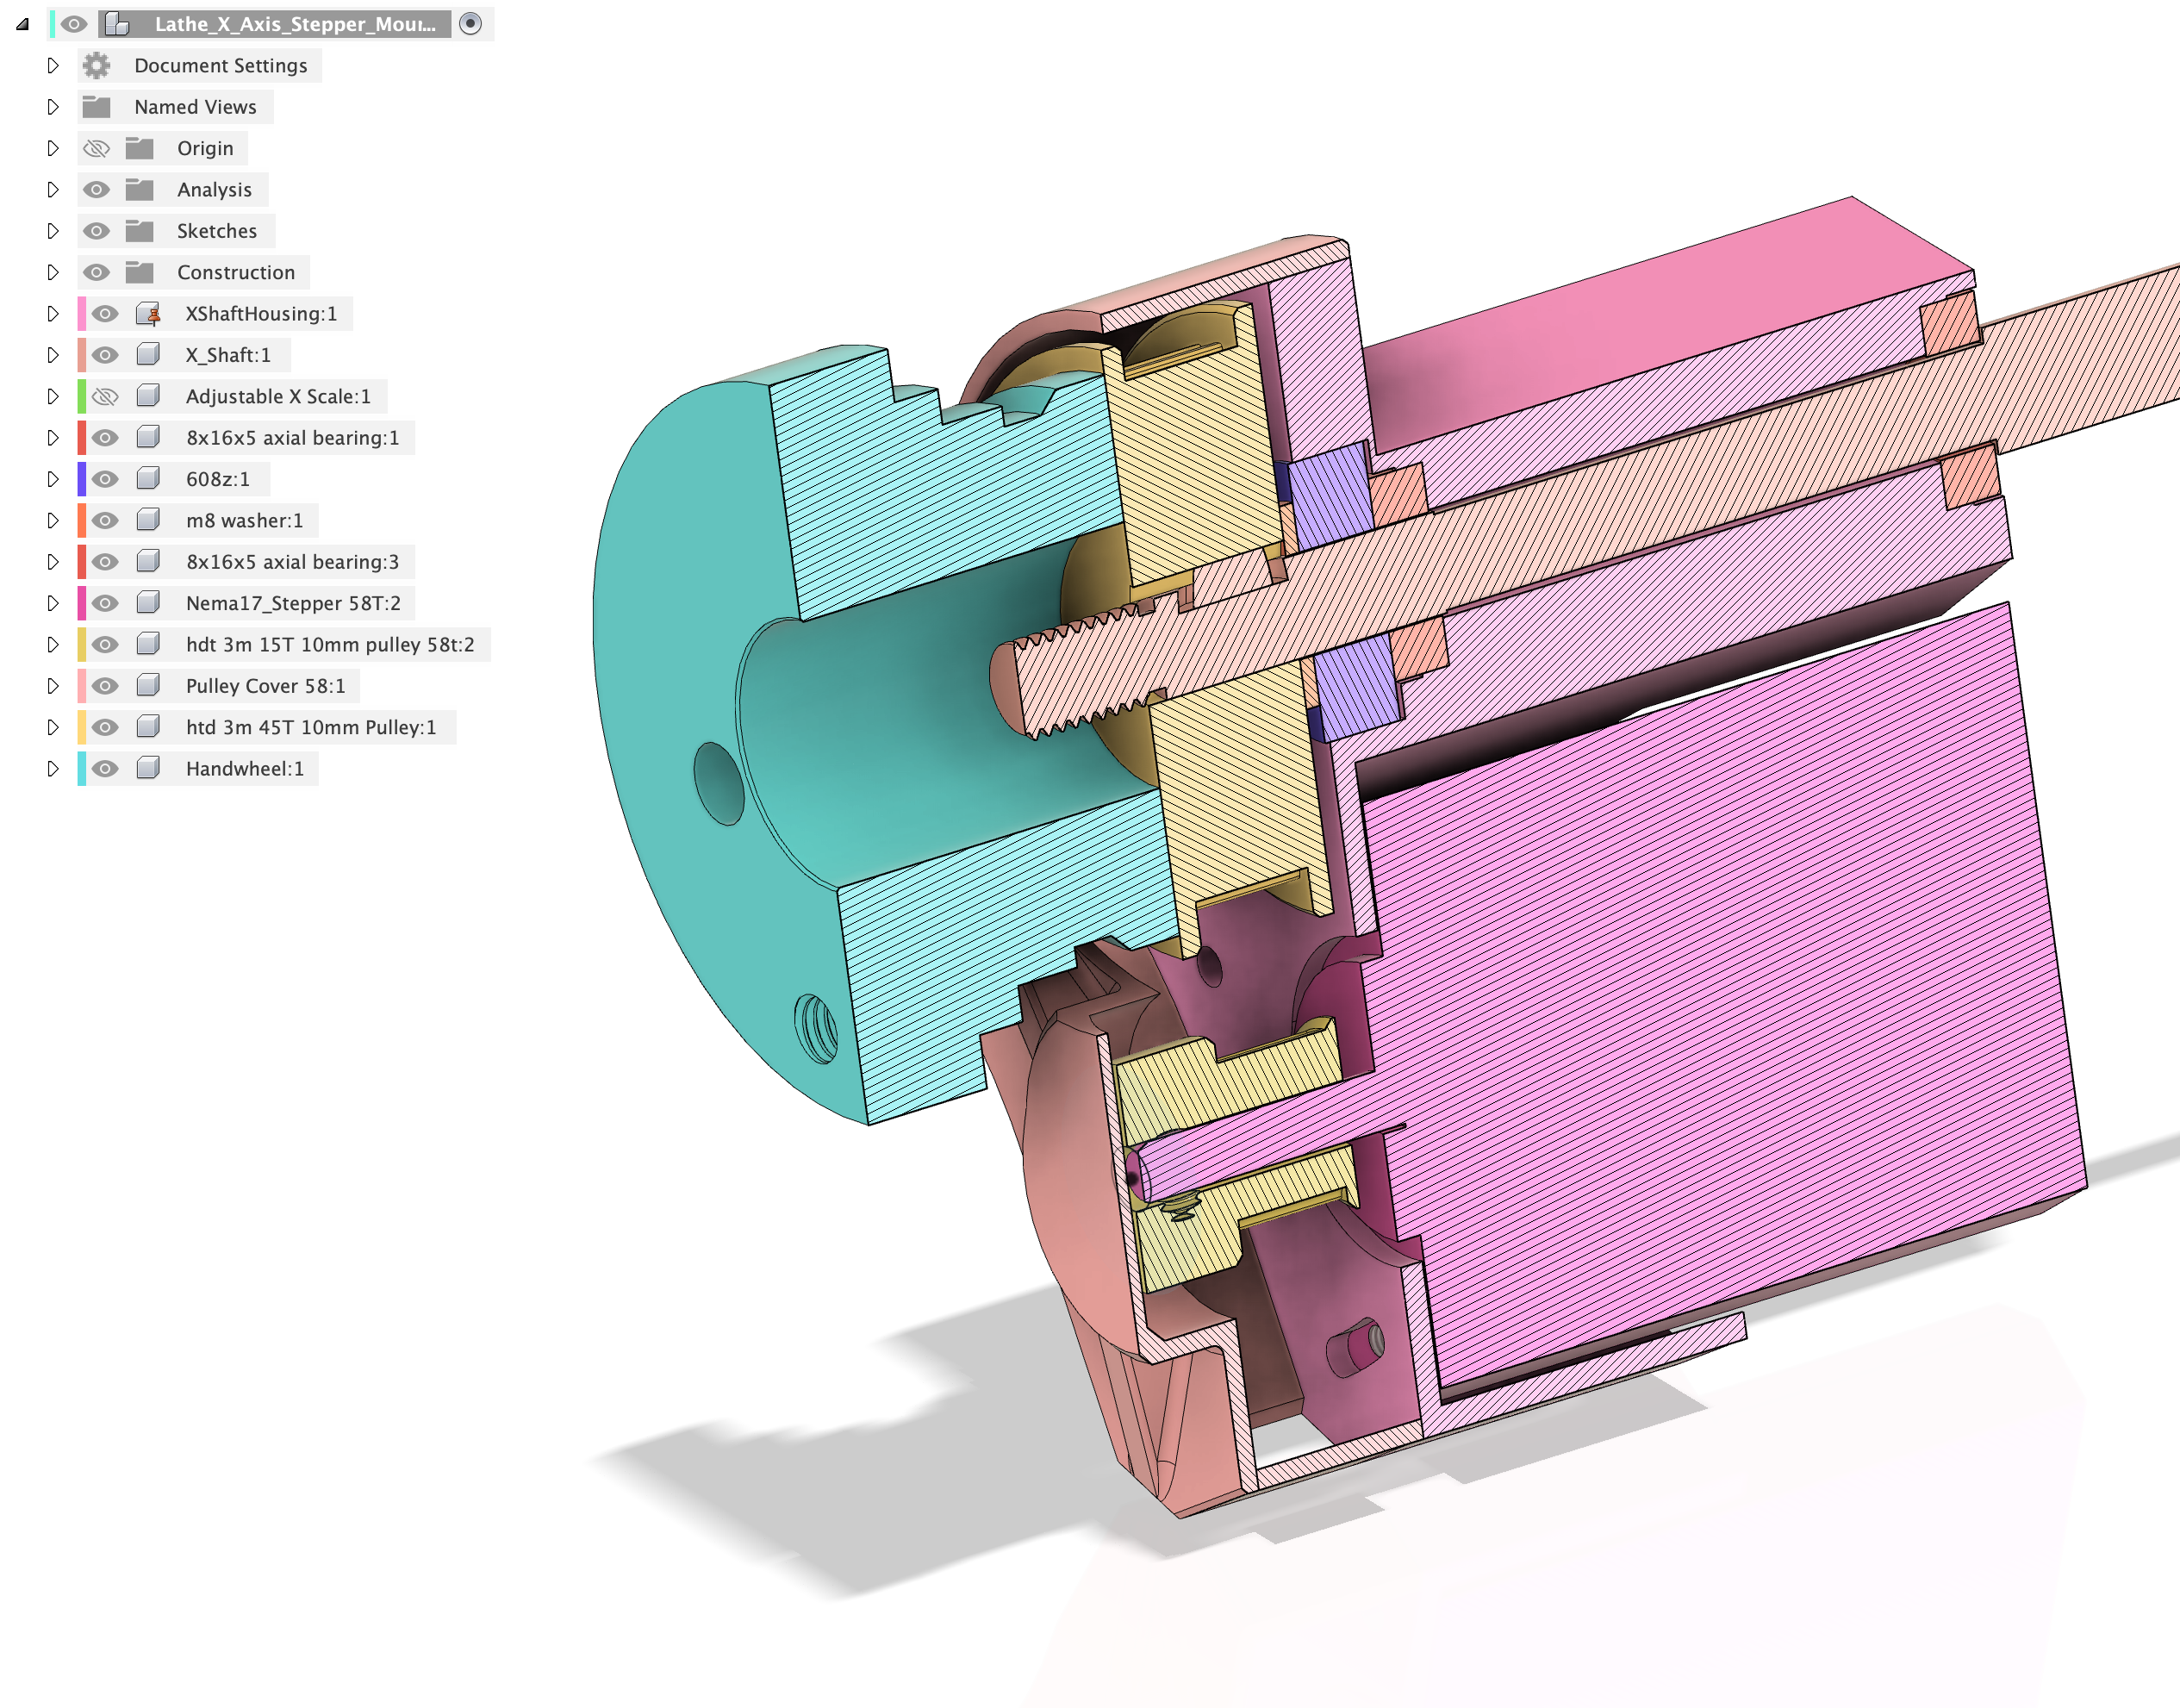 Lathe_X_Axis_Stepper_Mour...
Document Settings
Named Views
Origin
Analysis
Sketches
Construction
XShaftHousing:1
X_Shaft:1
Adjustable X Scale:1
8x16x5 axial bearing:1
608z:1
m8 washer:1
8x16x5 axial bearing:3
Nema17_Stepper 58T:2
hdt 3m 15T 10mm pulley 58t:2
Pulley Cover 58:1
htd 3m 45T 10mm Pulley:1
Handwheel:1